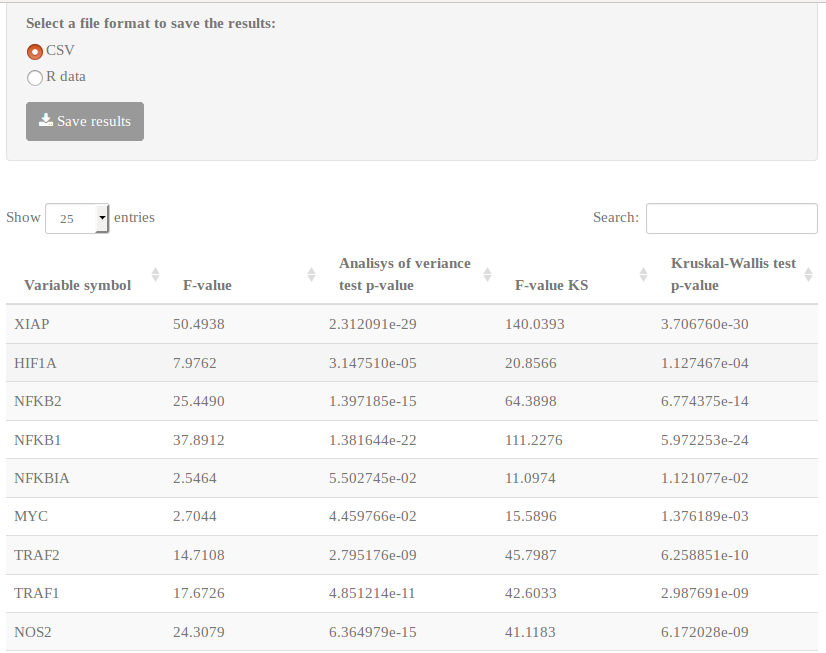 Select a file format to save the results:
CSV
R data
Save results
Show 25 entries Search:
Variable symbol F-value Analisys of veriance test p-value F-value KS Kruskal-Wallis test p-value
XIAP 50.4938 2.312091e-29 140.0393 3.706760e-30
HIF1A 7.9762 3.147510e-05 20.8566 1.127467e-04
NFKB2 25.4490 1.397185e-15 64.3898 6.774375e-14
NFKB1 37.8912 1.381644e-22 111.2276 5.972253e-24
NFKBIA 2.5464 5.502745e-02 11.0974 1.121077e-02
MYC 2.7044 4.459766e-02 15.5896 1.376189e-03
TRAF2 14.7108 2.795176e-09 45.7987 6.258851e-10
TRAF1 17.6726 4.851214e-11 42.6033 2.987691e-09
NOS2 24.3079 6.364979e-15 41.1183 6.172028e-09